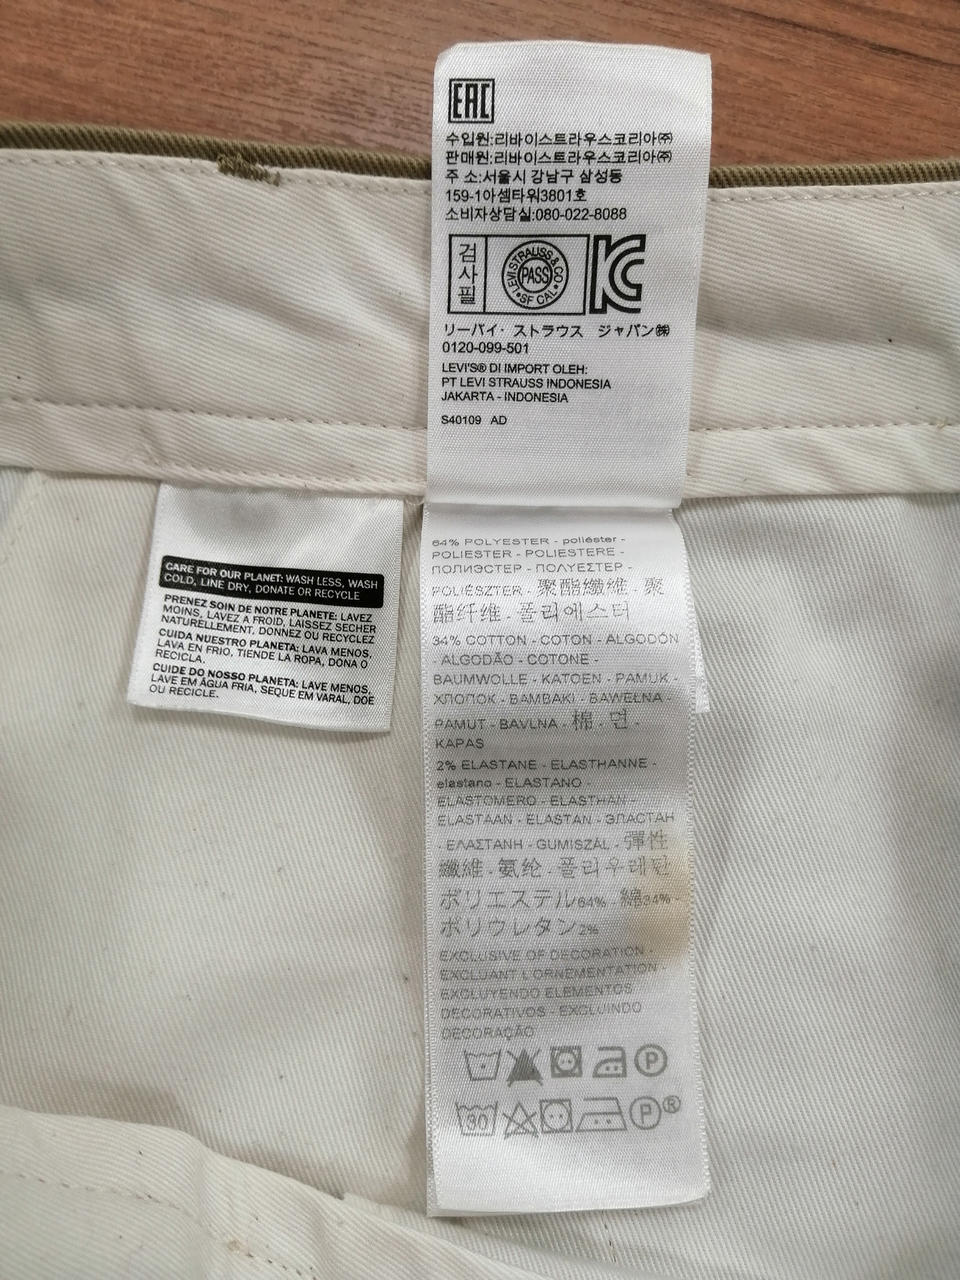 EAC
수입원:리바이스트라우스코리아㈜
판매원:리바이스트라우스코리아㈜
주 소:서울시 강남구 삼성동
159-1아셈타워3801호
소비자상담실:080-022-8088
검사필
LEVI STRAUSS & CO
PASS
SF CAL
KC
リーバイ・ストラウス ジャパン㈱
0120-099-501
LEVI'S® DI IMPORT OLEH:
PT LEVI STRAUSS INDONESIA
JAKARTA - INDONESIA
S40109 AD
CARE FOR OUR PLANET: WASH LESS, WASH
COLD, LINE DRY, DONATE OR RECYCLE
PRENEZ SOIN DE NOTRE PLANETE: LAVEZ
MOINS, LAVEZ A FROID, LAISSEZ SECHER
NATURELLEMENT, DONNEZ OU RECYCLEZ
CUIDA NUESTRO PLANETA: LAVA MENOS,
LAVA EN FRIO, TIENDE LA ROPA, DONA O
RECICLA.
CUIDE DO NOSSO PLANETA: LAVE MENOS,
LAVE EM ÁGUA FRIA, SEQUE EM VARAL, DOE
OU RECICLE.
64% POLYESTER - poliéster -
POLIESTER - POLIESTERE -
ПОЛИЭСТЕР - ΠΟΛΥΕΣΤΕΡ -
POLIÉSZTER - 聚酯纖維 - 聚
酯纤维 - 폴리에스터
34% COTTON - COTON - ALGODÓN
- ALGODÃO - COTONE -
BAUMWOLLE - KATOEN - PAMUK -
ХЛОПОК - ΒΑΜΒΑΚΙ - BAWEŁNA -
PAMUT - BAVLNA - 棉 - 면 -
KAPAS
2% ELASTANE - ELASTHANNE -
elastano - ELASTANO -
ELASTOMERO - ELASTHAN -
ELASTAAN - ELASTAN - ЭЛАСТАН
- ΕΛΑΣΤΑΝΗ - GUMISZÁL - 彈性
纖維 - 氨纶 - 폴리우레탄
ポリエステル64% - 綿34% -
ポリウレタン2%
EXCLUSIVE OF DECORATION -
EXCLUANT L'ORNEMENTATION -
EXCLUYENDO ELEMENTOS
DECORATIVOS - EXCLUINDO
DECORAÇÃO
P
30 P ®